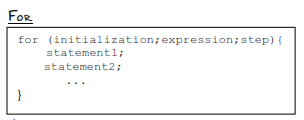 For
for (initialization;expression;step){
statement1;
statement2;
...
}